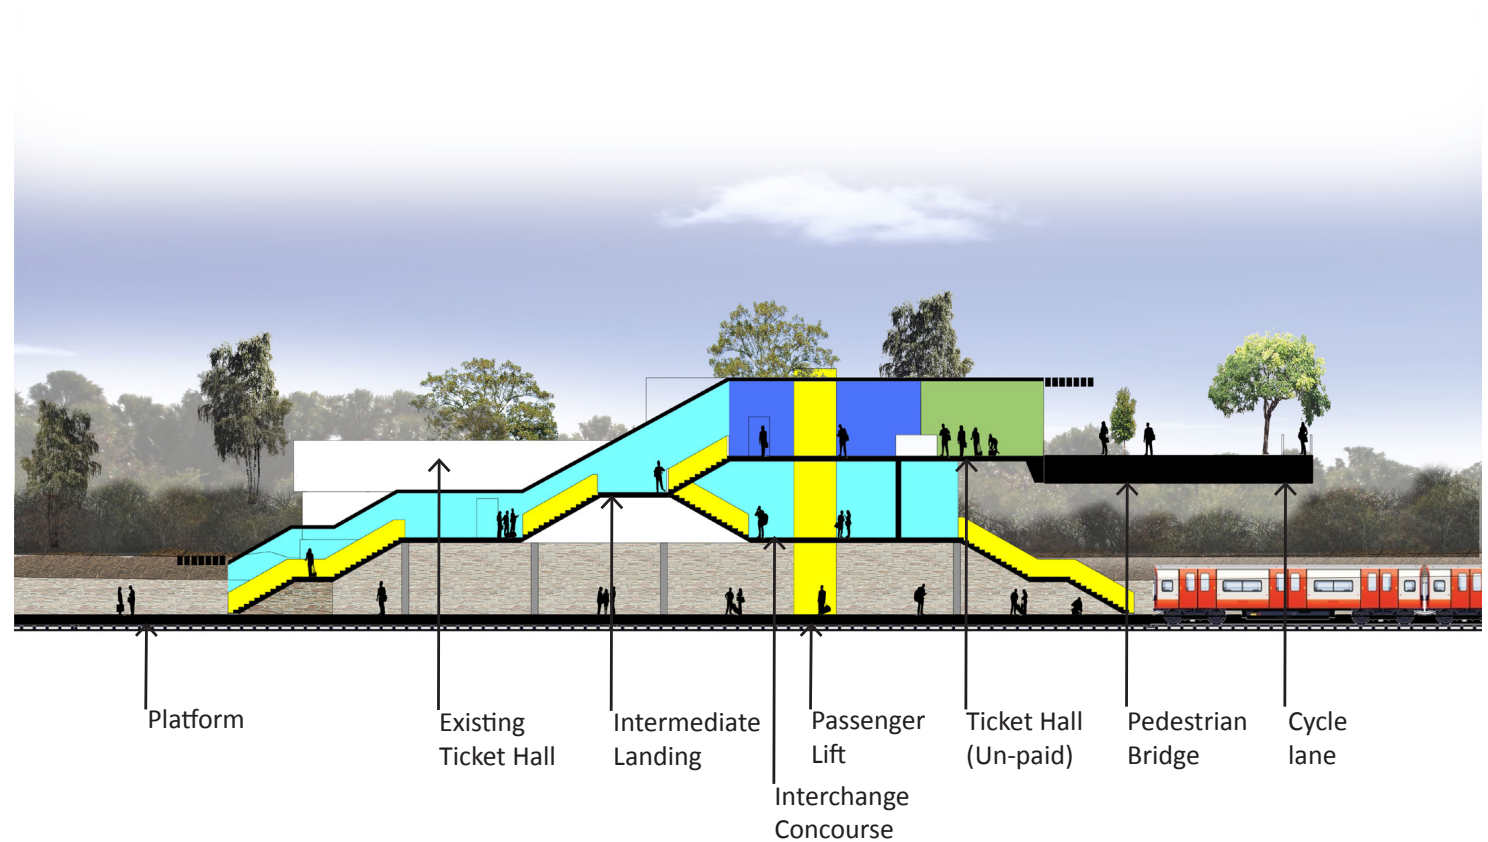 Platform
Existing
Ticket Hall
Intermediate
Landing
Interchange
Concourse
Passenger
Lift
Ticket Hall
(Un-paid)
Pedestrian
Bridge
Cycle
lane